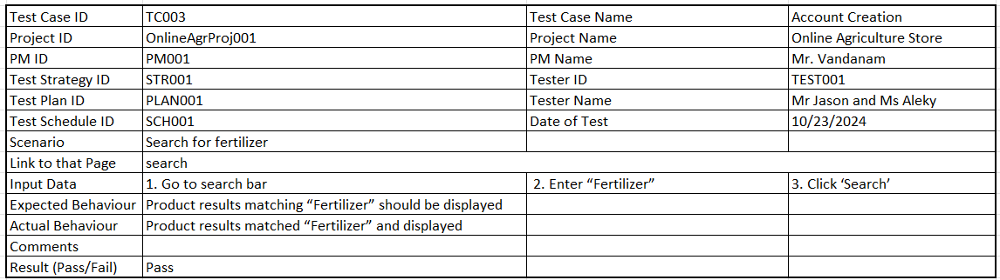 Test Case ID TC003 Test Case Name Account Creation
Project ID OnlineAgrProj001 Project Name Online Agriculture Store
PM ID PM001 PM Name Mr. Vandanam
Test Strategy ID STR001 Tester ID TEST001
Test Plan ID PLAN001 Tester Name Mr Jason and Ms Aleky
Test Schedule ID SCH001 Date of Test 10/23/2024
Scenario Search for fertilizer
Link to that Page search
Input Data 1. Go to search bar 2. Enter “Fertilizer” 3. Click ‘Search’
Expected Behaviour Product results matching “Fertilizer” should be displayed
Actual Behaviour Product results matched “Fertilizer” and displayed
Comments
Result (Pass/Fail) Pass